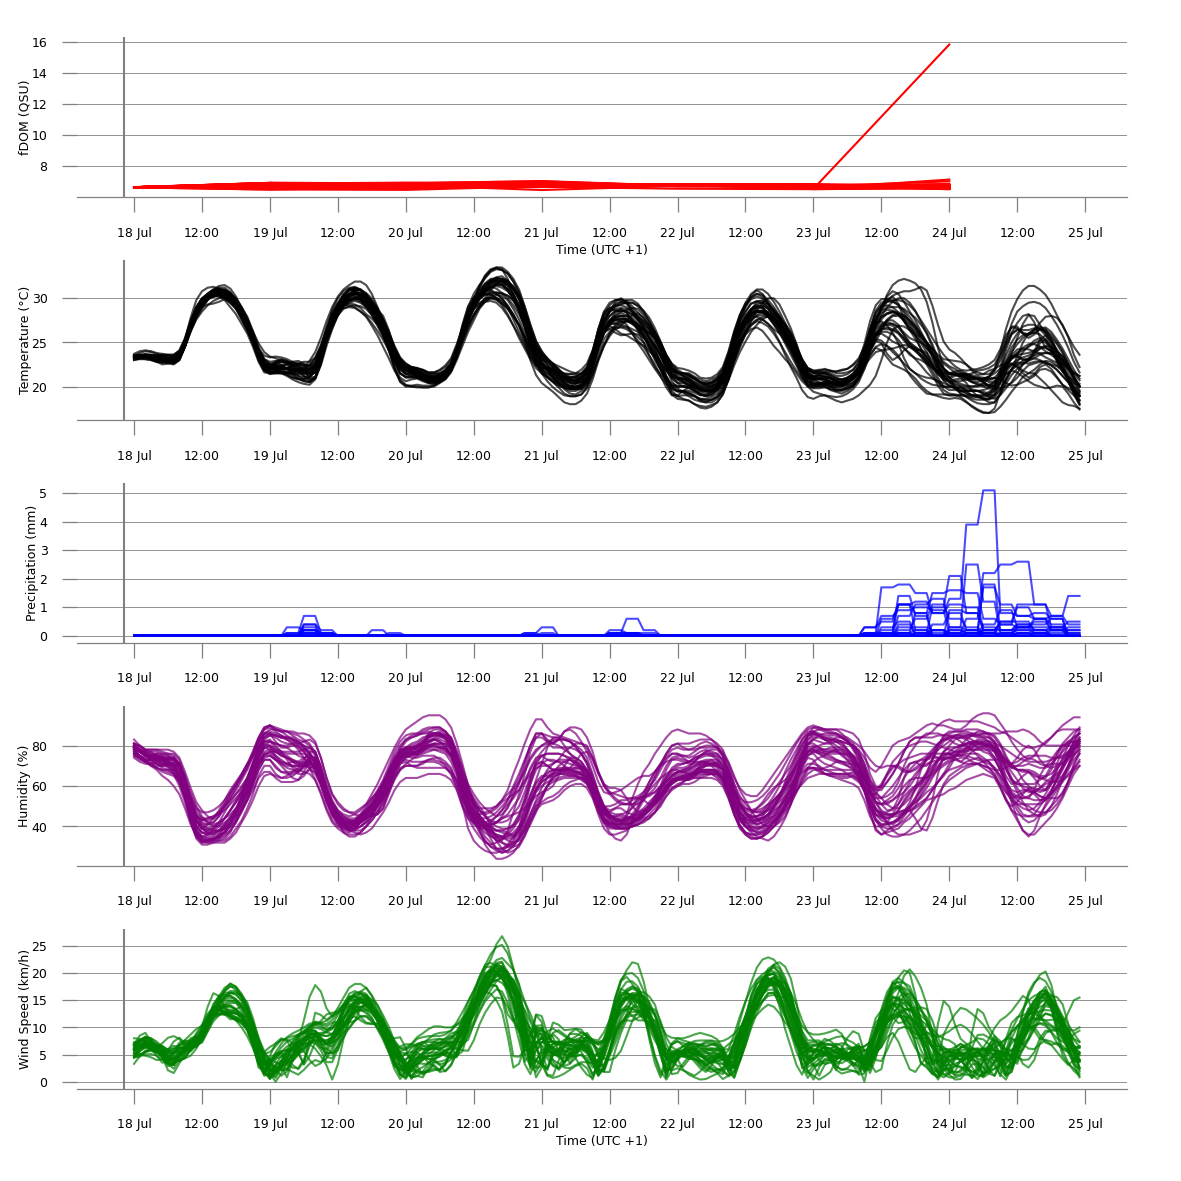 fDOM (QSU)
16
14
12
10
8
18 Jul 12:00 19 Jul 12:00 20 Jul 12:00 21 Jul 12:00 22 Jul 12:00 23 Jul 12:00 24 Jul 12:00 25 Jul
Time (UTC +1)
Temperature (°C)
30
25
20
18 Jul 12:00 19 Jul 12:00 20 Jul 12:00 21 Jul 12:00 22 Jul 12:00 23 Jul 12:00 24 Jul 12:00 25 Jul
Precipitation (mm)
5
4
3
2
1
0
18 Jul 12:00 19 Jul 12:00 20 Jul 12:00 21 Jul 12:00 22 Jul 12:00 23 Jul 12:00 24 Jul 12:00 25 Jul
Humidity (%)
80
60
40
18 Jul 12:00 19 Jul 12:00 20 Jul 12:00 21 Jul 12:00 22 Jul 12:00 23 Jul 12:00 24 Jul 12:00 25 Jul
Wind Speed (km/h)
25
20
15
10
5
0
18 Jul 12:00 19 Jul 12:00 20 Jul 12:00 21 Jul 12:00 22 Jul 12:00 23 Jul 12:00 24 Jul 12:00 25 Jul
Time (UTC +1)